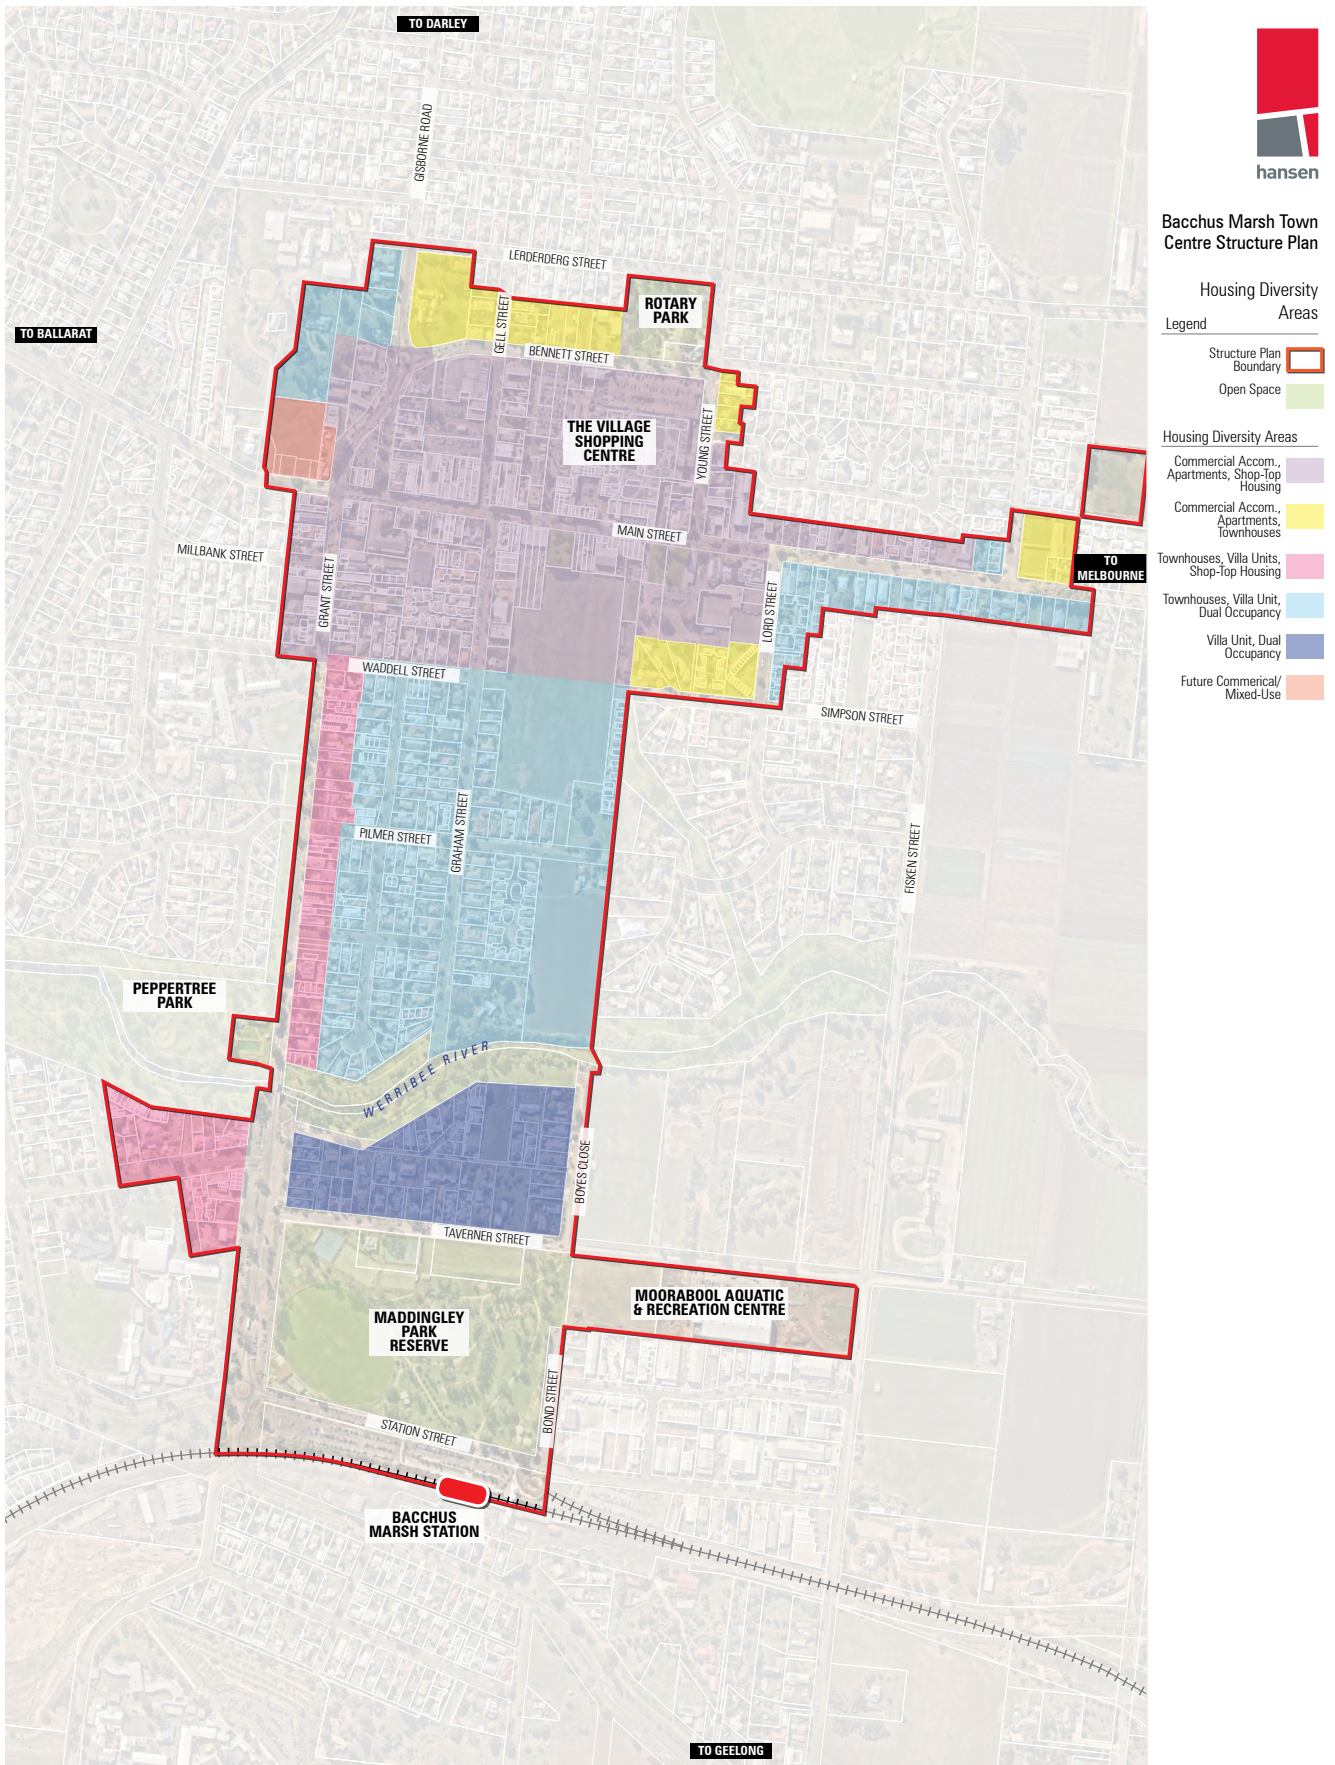 TO DARLEY
GISBORNE ROAD
LERDERDERG STREET
ROTARY
PARK
TO BALLARAT
GELL STREET
BENNETT STREET
THE VILLAGE
SHOPPING
CENTRE
YOUNG STREET
MAIN STREET
MILLBANK STREET
GRANT STREET
TO
MELBOURNE
LORD STREET
WADDELL STREET
SIMPSON STREET
PILMER STREET
GRAHAM STREET
FISKEN STREET
PEPPERTREE
PARK
WERRIBEE RIVER
BOYES CLOSE
TAVERNER STREET
MOORABOOL AQUATIC
& RECREATION CENTRE
MADDINGLEY
PARK
RESERVE
BOND STREET
STATION STREET
BACCHUS
MARSH STATION
TO GEELONG
hansen
Bacchus Marsh Town
Centre Structure Plan
Housing Diversity
Areas
Legend
Structure Plan
Boundary
Open Space
Housing Diversity Areas
Commercial Accom.,
Apartments, Shop-Top
Housing
Commercial Accom.,
Apartments,
Townhouses
Townhouses, Villa Units,
Shop-Top Housing
Townhouses, Villa Unit,
Dual Occupancy
Villa Unit, Dual
Occupancy
Future Commerical/
Mixed-Use